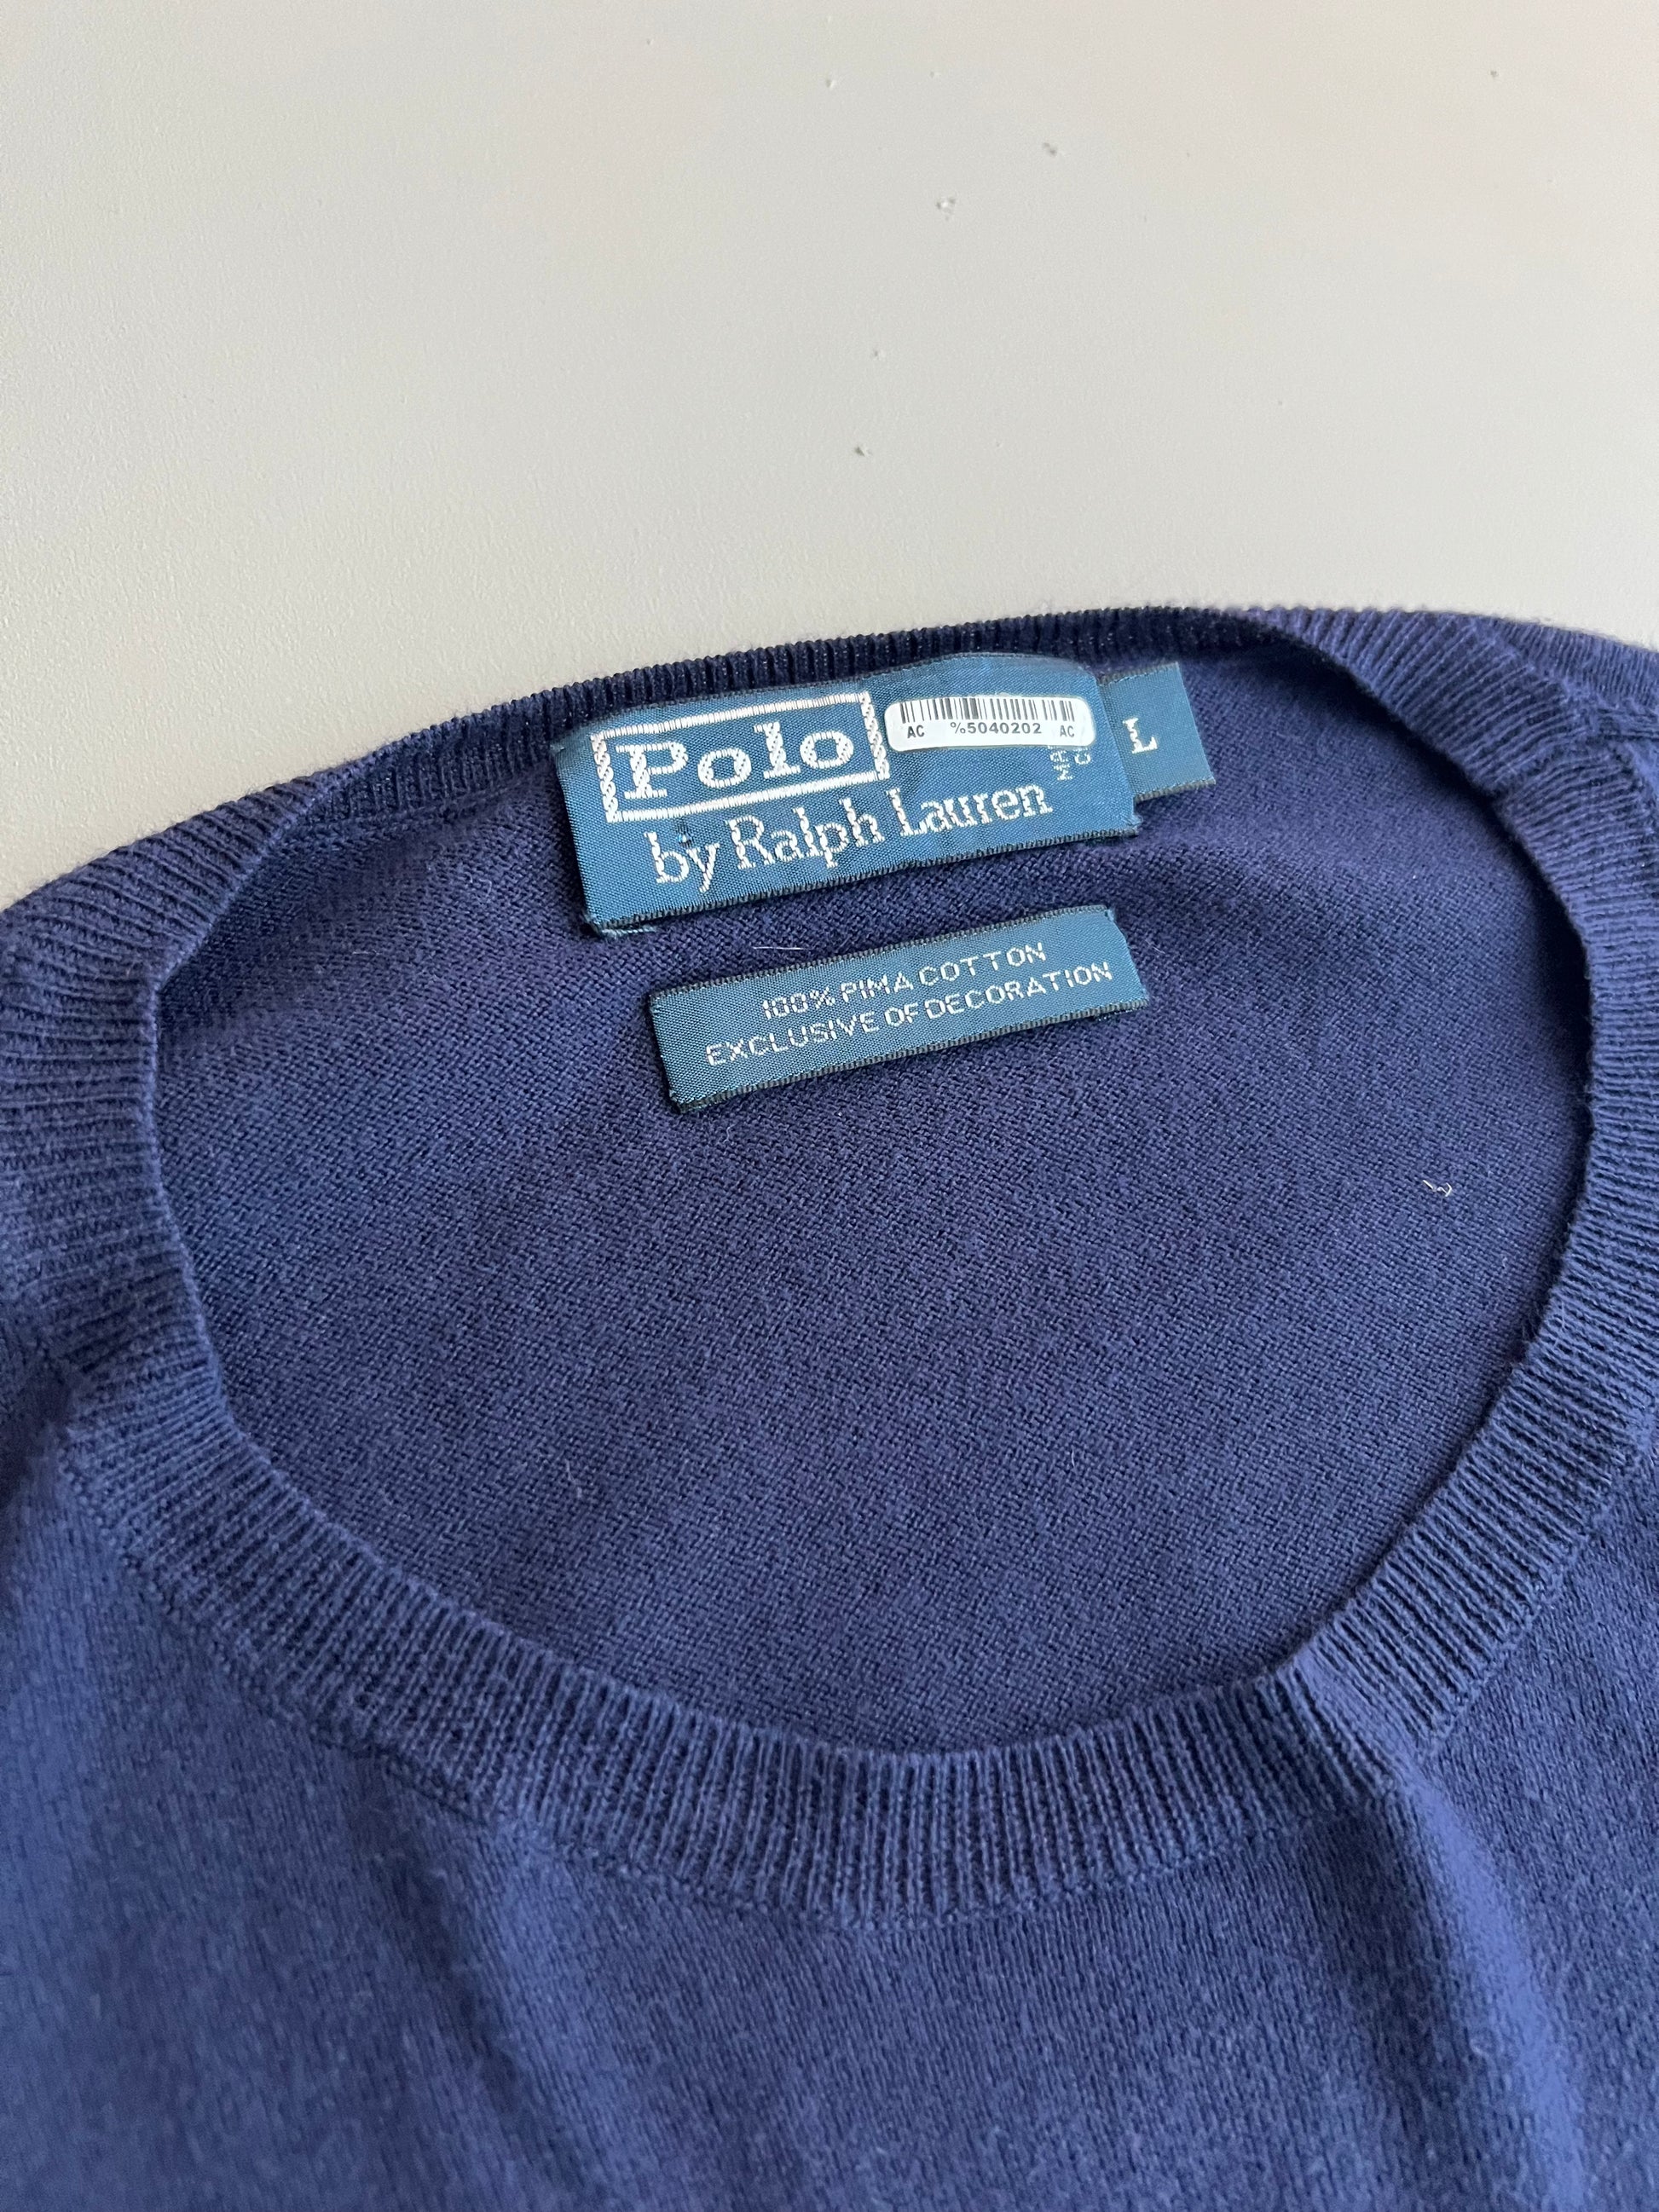 Polo
by Ralph Lauren
AC %5040202 AC
L
100% PIMA COTTON
EXCLUSIVE OF DECORATION